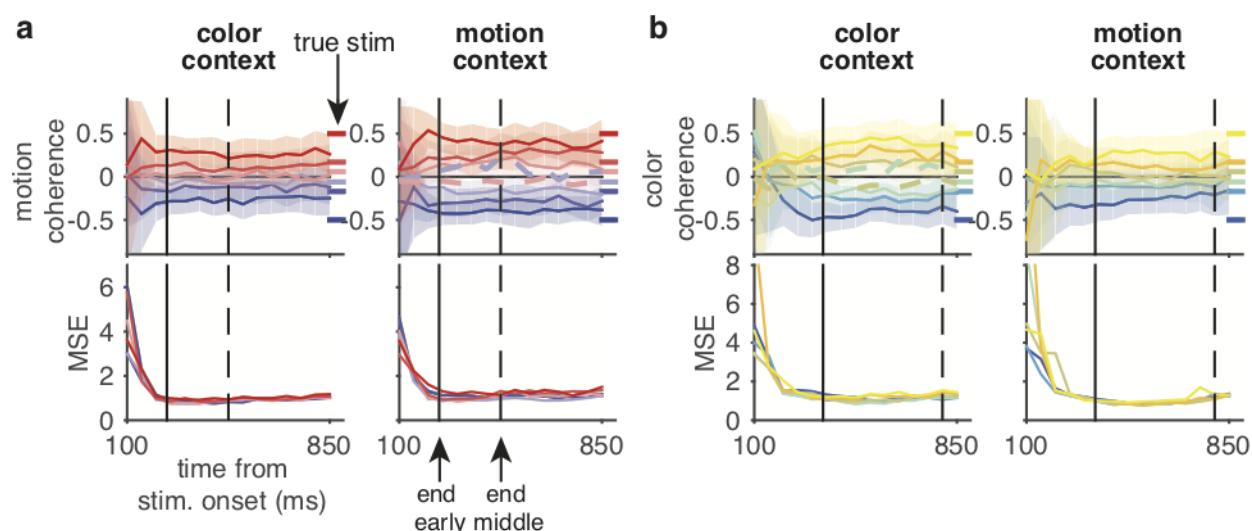 a
color
context
true stim
motion
context
b
color
context
motion
context
motion
coherence
0.5
0
-0.5
0.5
0
-0.5
color
coherence
0.5
0
-0.5
0.5
0
-0.5
MSE
6
4
2
0
MSE
8
6
4
2
0
100
850
100
850
100
850
100
850
time from
stim. onset (ms)
end
end
early
middle